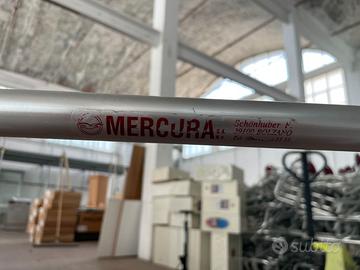 MERCURA
Schönhuber F.
39100 BOLZANO
subito